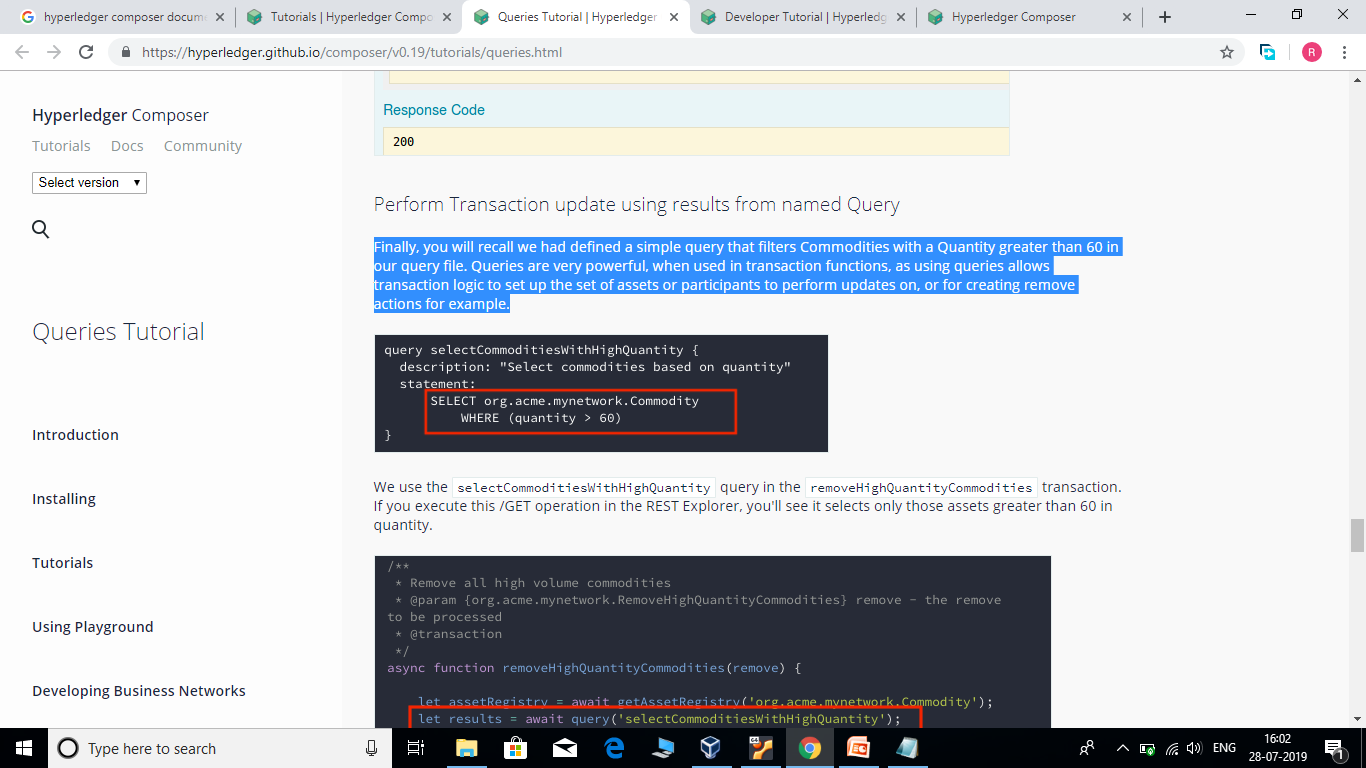 hyperledger composer docum
Tutorials | Hyperledger Compo
Queries Tutorial | Hyperledger
Developer Tutorial | Hyperledg
Hyperledger Composer
https://hyperledger.github.io/composer/v0.19/tutorials/queries.html
R
Hyperledger Composer
Tutorials Docs Community
Select version
Queries Tutorial
Introduction
Installing
Tutorials
Using Playground
Developing Business Networks
Response Code
200
Perform Transaction update using results from named Query
Finally, you will recall we had defined a simple query that filters Commodities with a Quantity greater than 60 in
our query file. Queries are very powerful, when used in transaction functions, as using queries allows
transaction logic to set up the set of assets or participants to perform updates on, or for creating remove
actions for example.
query selectCommoditiesWithHighQuantity {
description: "Select commodities based on quantity"
statement:
SELECT org.acme.mynetwork.Commodity
WHERE (quantity > 60)
}
We use the selectCommoditiesWithHighQuantity query in the removeHighQuantityCommodities transaction.
If you execute this /GET operation in the REST Explorer, you'll see it selects only those assets greater than 60 in
quantity.
/**
* Remove all high volume commodities
* @param {org.acme.mynetwork.RemoveHighQuantityCommodities} remove - the remove
to be processed
* @transaction
*/
async function removeHighQuantityCommodities(remove) {
let assetRegistry = await getAssetRegistry('org.acme.mynetwork.Commodity');
let results = await query('selectCommoditiesWithHighQuantity');
Type here to search
64
ENG
16:02
28-07-2019
1